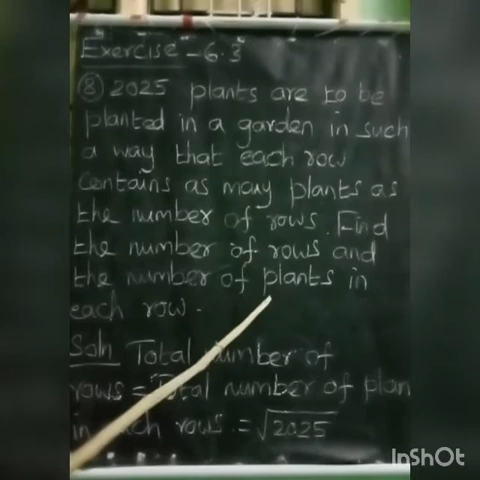 Exercise - 6.3
⑧ 2025 plants are to be
planted in a garden in such
a way that each row
contains as many plants as
the number of rows. Find
the number of rows and
the number of plants in
each row.
Soln Total number of
rows = Total number of plan
in each rows = √2025
InShOt